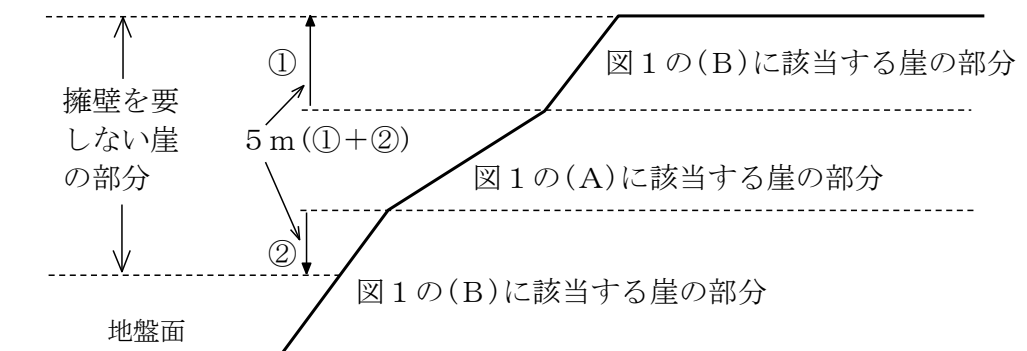 ①
図１の(Ｂ)に該当する崖の部分
擁壁を要
しない崖
の部分
５ｍ(①＋②)
図１の(Ａ)に該当する崖の部分
②
図１の(Ｂ)に該当する崖の部分
地盤面